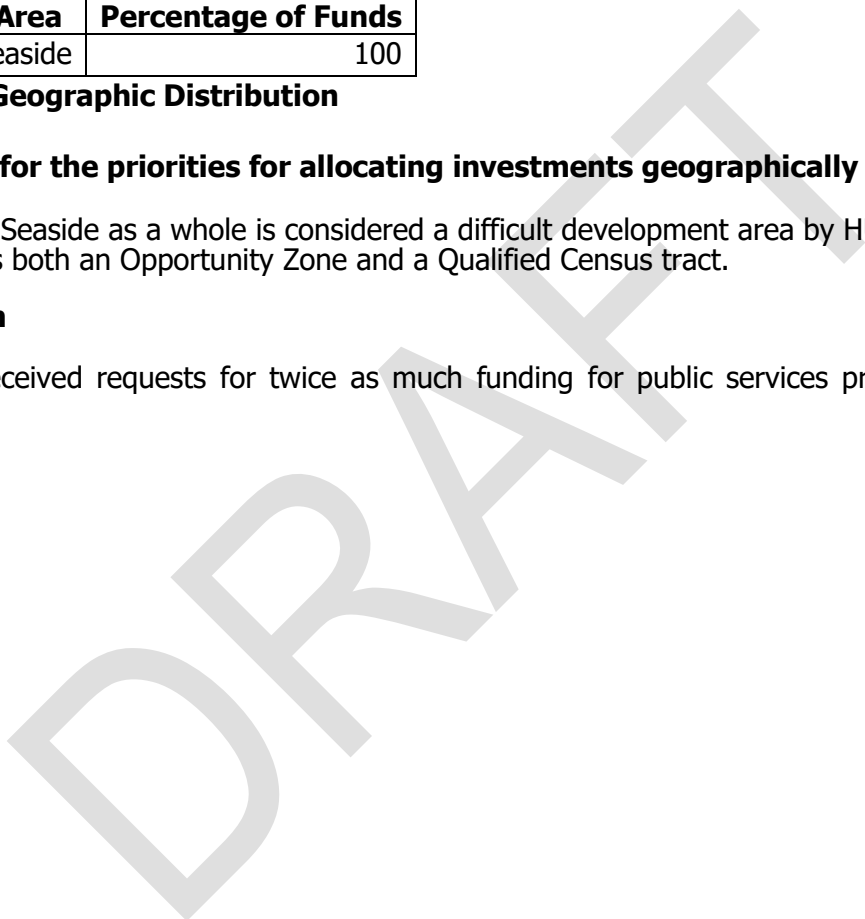 Area Percentage of Funds
easide 100
Geographic Distribution
for the priorities for allocating investments geographically
Seaside as a whole is considered a difficult development area by H
s both an Opportunity Zone and a Qualified Census tract.
ceived requests for twice as much funding for public services pr
DRAFT